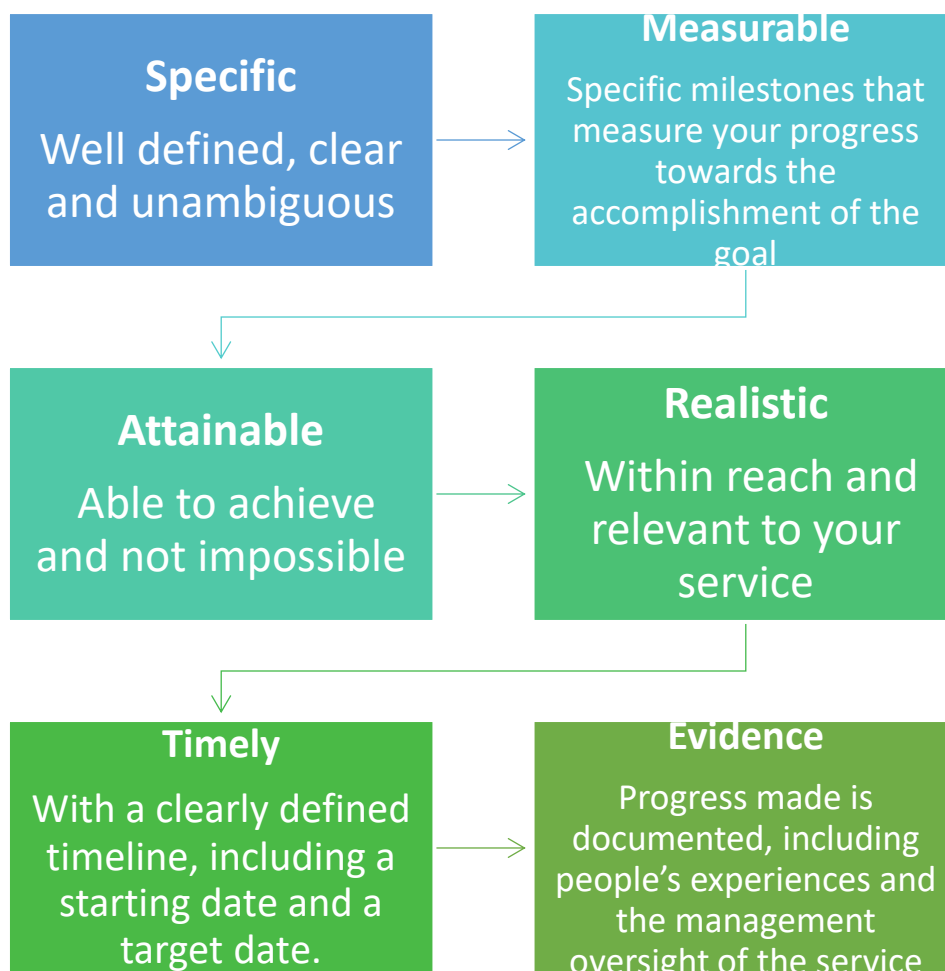 Specific
Well defined, clear
and unambiguous
Measurable
Specific milestones that
measure your progress
towards the
accomplishment of the
goal
Attainable
Able to achieve
and not impossible
Realistic
Within reach and
relevant to your
service
Timely
With a clearly defined
timeline, including a
starting date and a
target date.
Evidence
Progress made is
documented, including
people’s experiences and
the management
oversight of the service